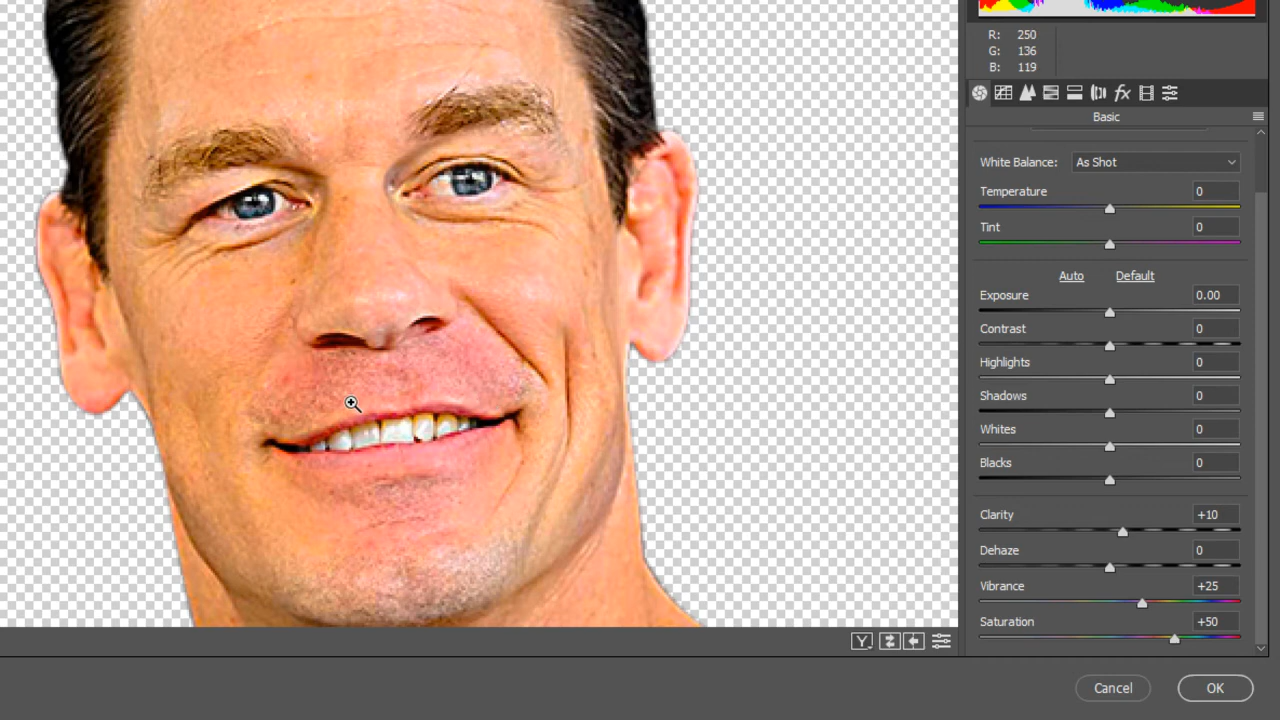 R: 250
G: 136
B: 119
fx
Basic
White Balance: As Shot
Temperature 0
Tint 0
Auto Default
Exposure 0.00
Contrast 0
Highlights 0
Shadows 0
Whites 0
Blacks 0
Clarity +10
Dehaze 0
Vibrance +25
Saturation +50
Y
Cancel OK